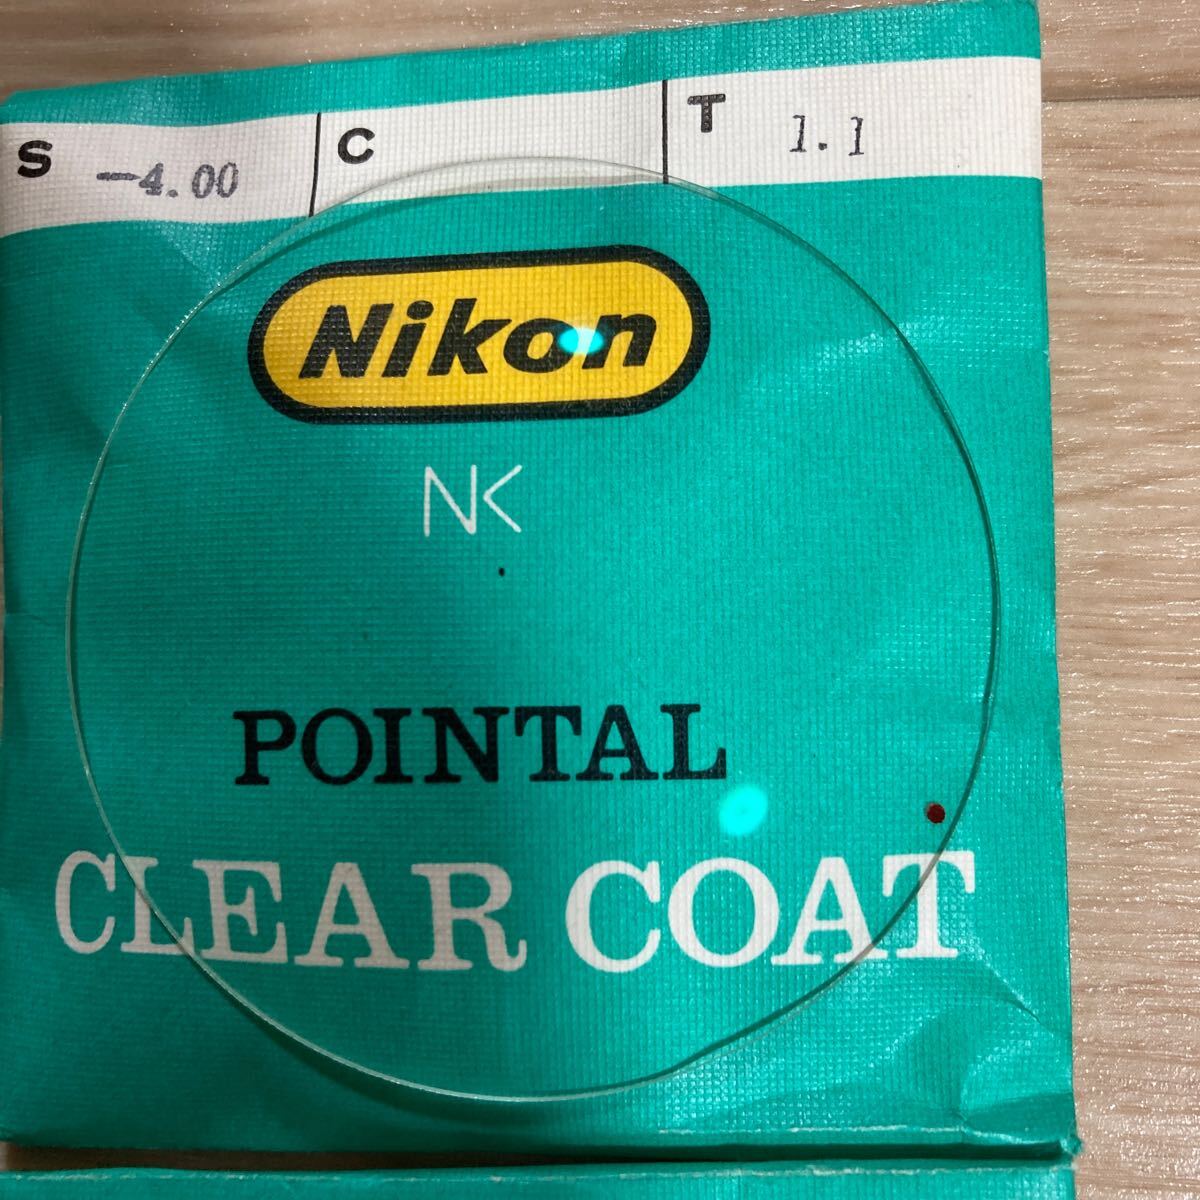 S -4.00 C T 1.1
Nikon
NK
POINTAL
CLEAR COAT